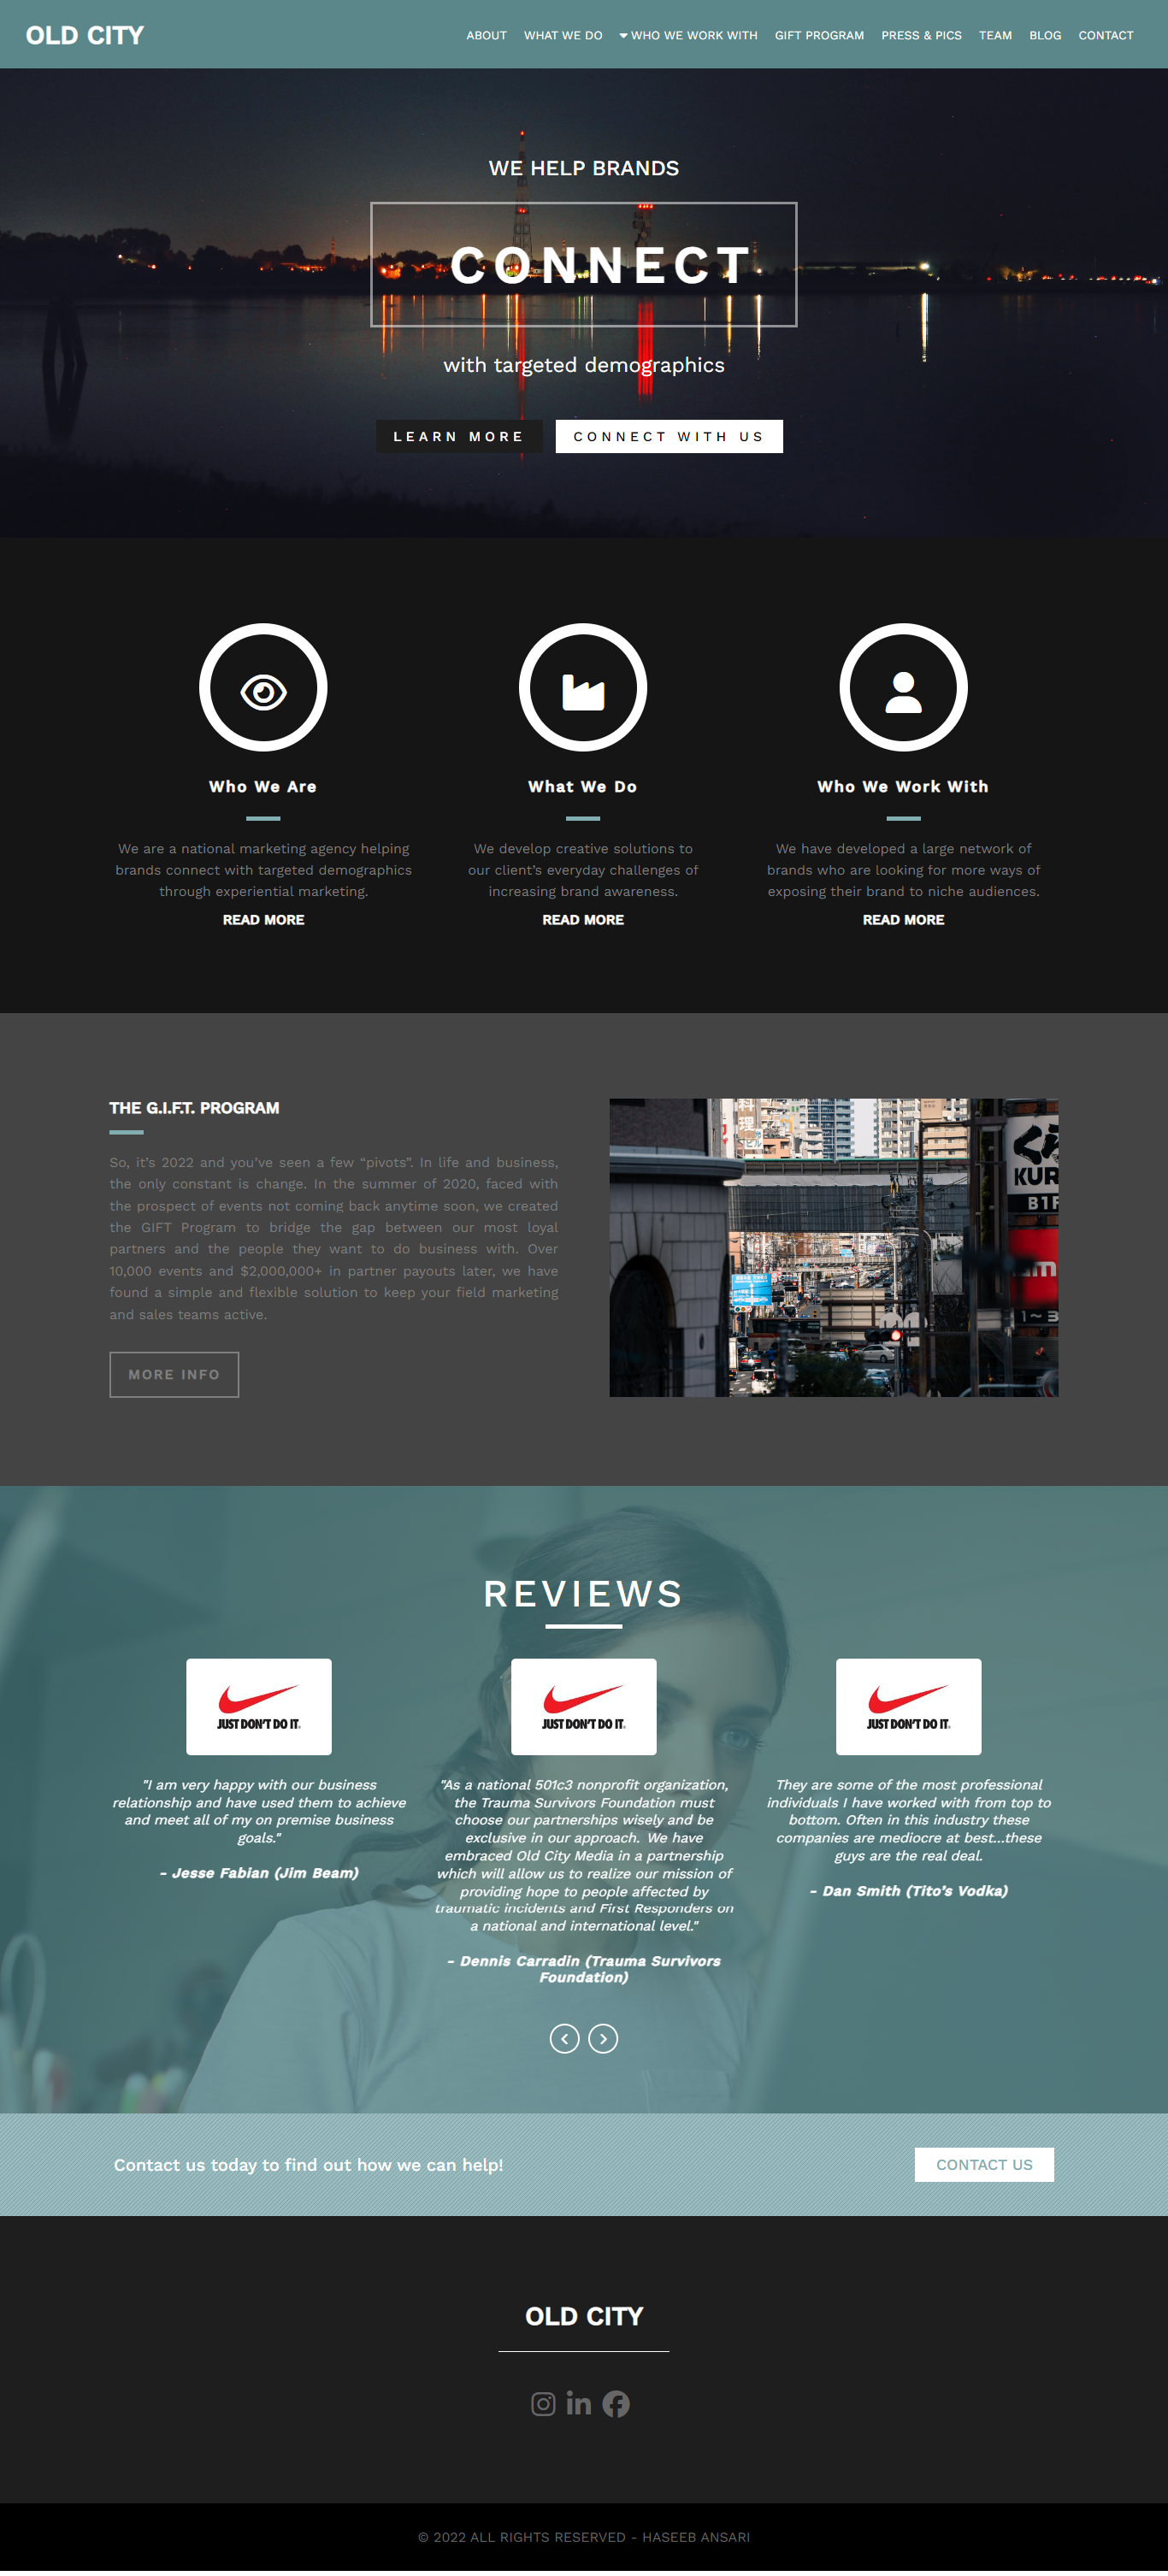 OLD CITY
ABOUT WHAT WE DO WHO WE WORK WITH GIFT PROGRAM PRESS & PICS TEAM BLOG CONTACT
WE HELP BRANDS
CONNECT
with targeted demographics
LEARN MORE CONNECT WITH US
Who We Are
We are a national marketing agency helping
brands connect with targeted demographics
through experiential marketing.
READ MORE
What We Do
We develop creative solutions to
our client’s everyday challenges of
increasing brand awareness.
READ MORE
Who We Work With
We have developed a large network of
brands who are looking for more ways of
exposing their brand to niche audiences.
READ MORE
THE G.I.F.T. PROGRAM
So, it’s 2022 and you’ve seen a few “pivots”. In life and business,
the only constant is change. In the summer of 2020, faced with
the prospect of events not coming back anytime soon, we created
the GIFT Program to bridge the gap between our most loyal
partners and the people they want to do business with. Over
10,000 events and $2,000,000+ in partner payouts later, we have
found a simple and flexible solution to keep your field marketing
and sales teams active.
MORE INFO
料
理
KUR
B1F
1~3
REVIEWS
JUST DON'T DO IT.
"I am very happy with our business
relationship and have used them to achieve
and meet all of my on premise business
goals."
- Jesse Fabian (Jim Beam)
JUST DON'T DO IT.
"As a national 501c3 nonprofit organization,
the Trauma Survivors Foundation must
choose our partnerships wisely and be
exclusive in our approach. We have
embraced Old City Media in a partnership
which will allow us to realize our mission of
providing hope to people affected by
traumatic incidents and First Responders on
a national and international level."
- Dennis Carradin (Trauma Survivors
Foundation)
JUST DON'T DO IT.
They are some of the most professional
individuals I have worked with from top to
bottom. Often in this industry these
companies are mediocre at best...these
guys are the real deal.
- Dan Smith (Tito’s Vodka)
Contact us today to find out how we can help!
CONTACT US
OLD CITY
© 2022 ALL RIGHTS RESERVED - HASEEB ANSARI